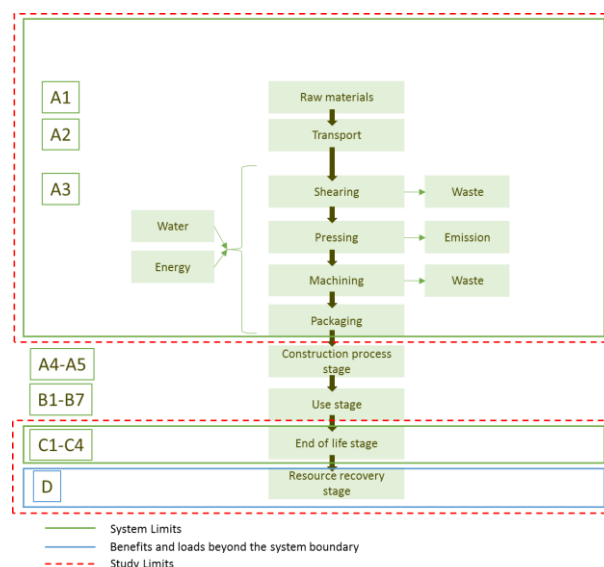 A1
Raw materials
A2
Transport
A3
Shearing
Waste
Water
Pressing
Emission
Energy
Machining
Waste
Packaging
A4-A5
Construction process
stage
B1-B7
Use stage
C1-C4
End of life stage
D
Resource recovery
stage
System Limits
Benefits and loads beyond the system boundary
Study Limits